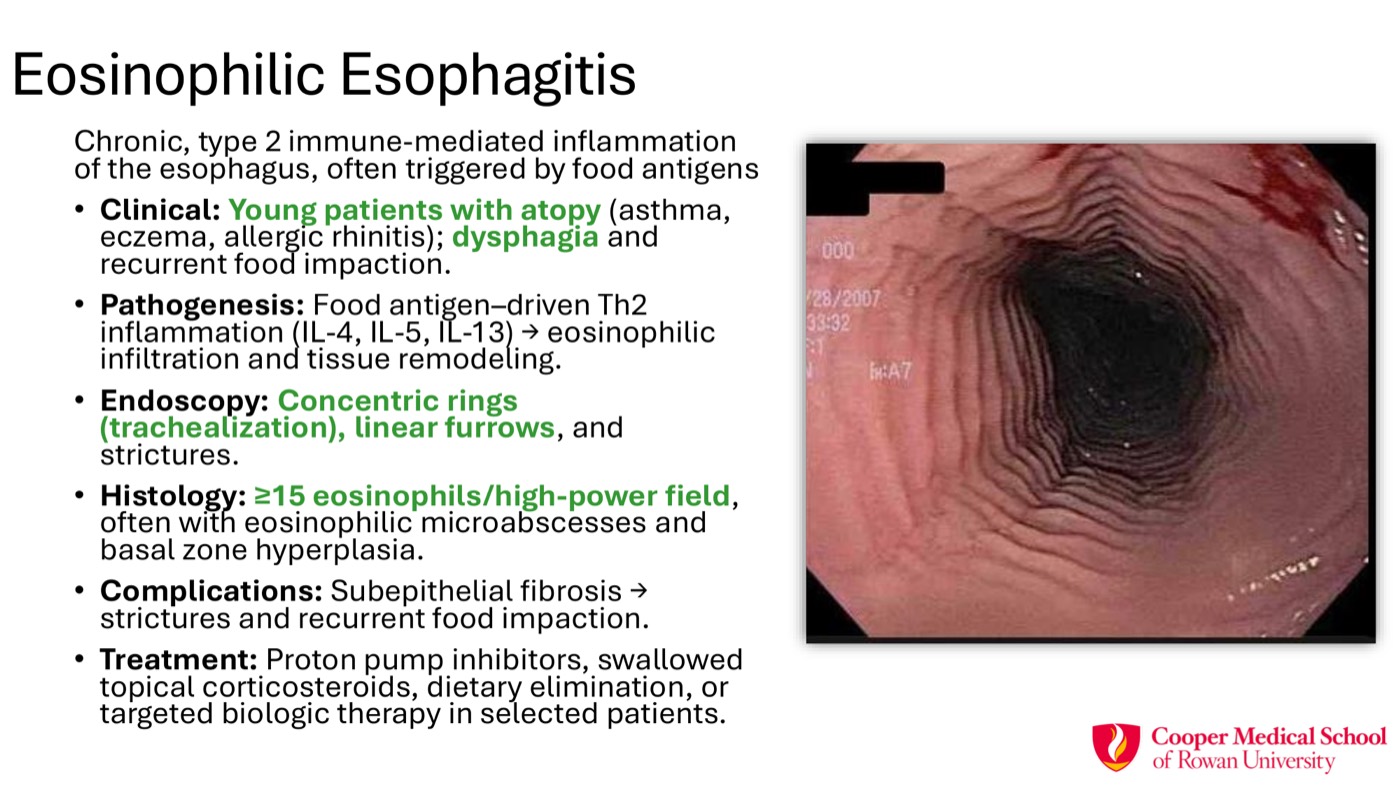 Eosinophilic Esophagitis
Chronic, type 2 immune-mediated inflammation
of the esophagus, often triggered by food antigens
• Clinical: Young patients with atopy (asthma,
eczema, allergic rhinitis); dysphagia and
recurrent food impaction.
• Pathogenesis: Food antigen–driven Th2
inflammation (IL-4, IL-5, IL-13) → eosinophilic
infiltration and tissue remodeling.
• Endoscopy: Concentric rings
(trachealization), linear furrows, and
strictures.
• Histology: ≥15 eosinophils/high-power field,
often with eosinophilic microabscesses and
basal zone hyperplasia.
• Complications: Subepithelial fibrosis →
strictures and recurrent food impaction.
• Treatment: Proton pump inhibitors, swallowed
topical corticosteroids, dietary elimination, or
targeted biologic therapy in selected patients.
000
/28/2007
33:32
Cooper Medical School
of Rowan University